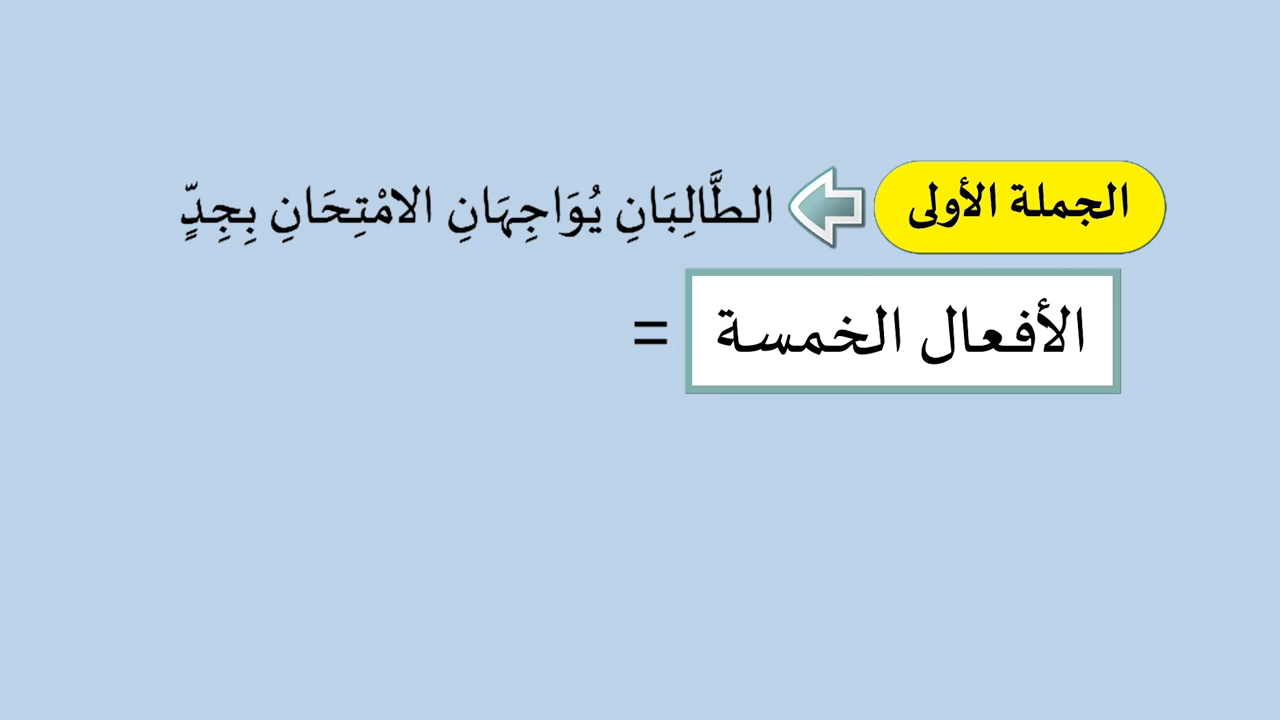 الجملة الأولى الطَّالِبَانِ يُوَاجِهَانِ الامْتِحَانِ بِجِدٍّ
الأفعال الخمسة =